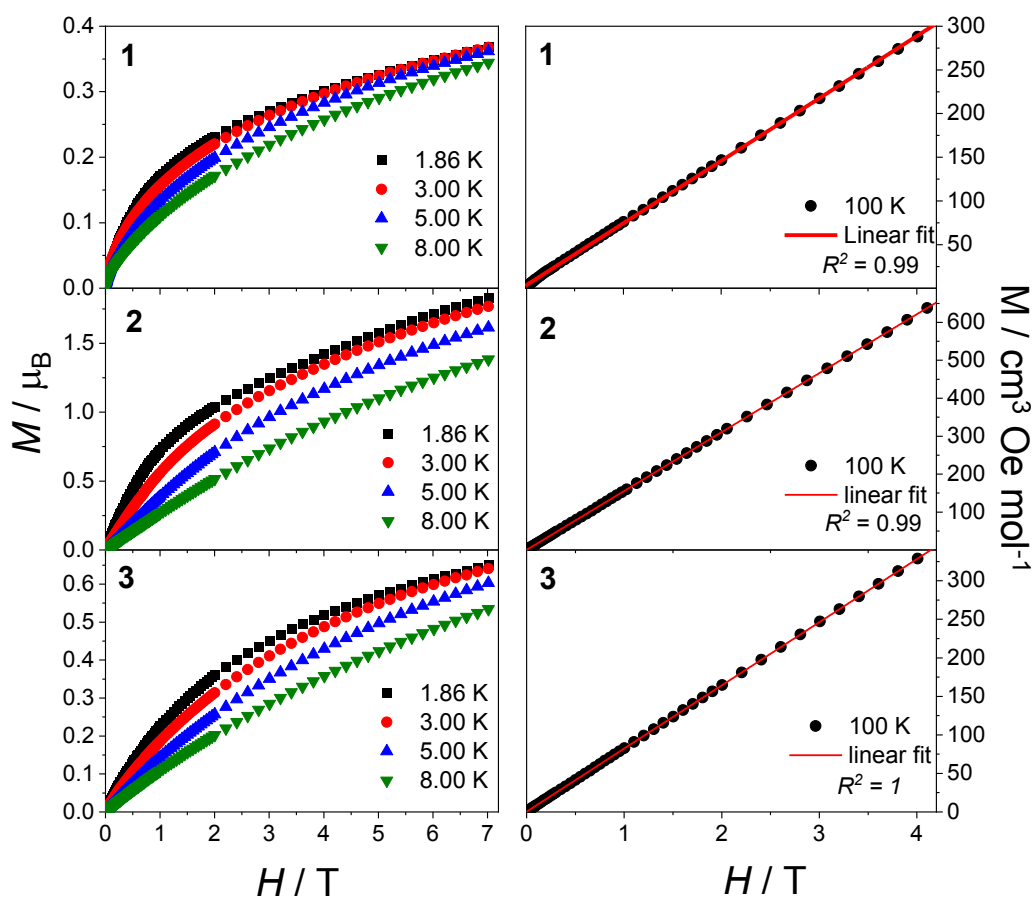 1
0.4
0.3
0.2
0.1
0.0
1.86 K
3.00 K
5.00 K
8.00 K
2
1.5
1.0
0.5
0.0
1.86 K
3.00 K
5.00 K
8.00 K
3
0.6
0.5
0.4
0.3
0.2
0.1
0.0
1.86 K
3.00 K
5.00 K
8.00 K
0 1 2 3 4 5 6 7
M / μB
H / T
1
300
250
200
150
100
50
100 K
Linear fit
R² = 0.99
2
600
500
400
300
200
100
100 K
linear fit
R² = 0.99
3
300
250
200
150
100
50
0
100 K
linear fit
R² = 1
0 1 2 3 4
M / cm³ Oe mol⁻¹
H / T